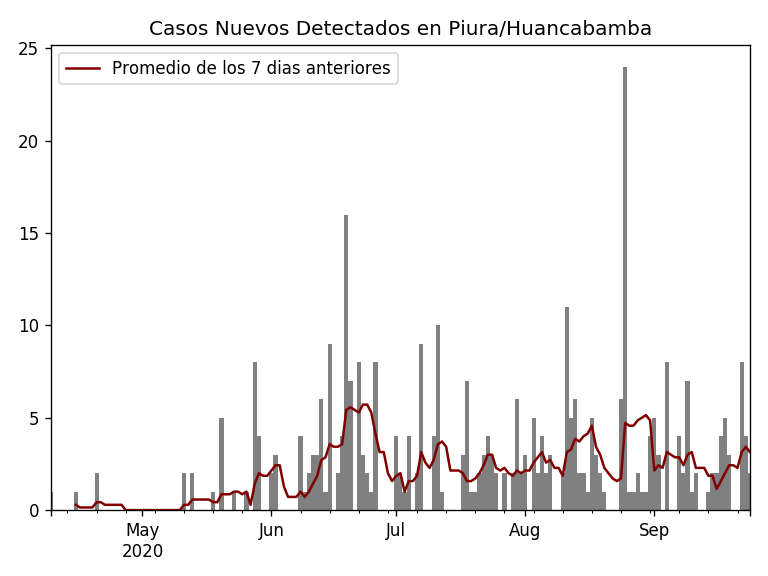 Casos Nuevos Detectados en Piura/Huancabamba
Promedio de los 7 dias anteriores
25
20
15
10
5
0
May
2020
Jun
Jul
Aug
Sep